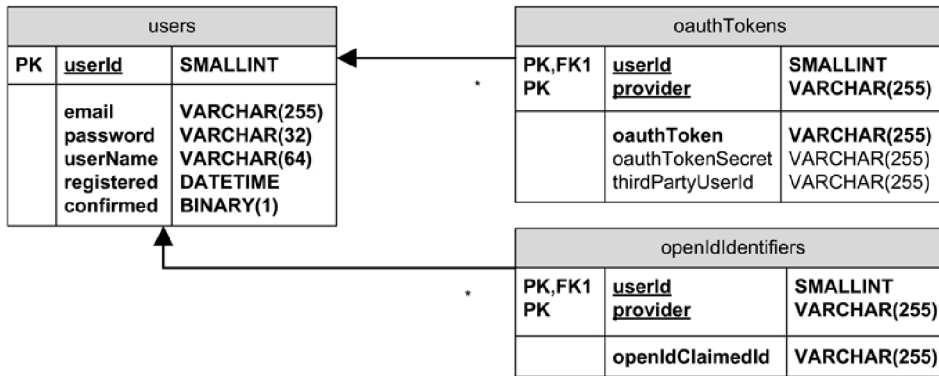 users
PK userId SMALLINT
email VARCHAR(255)
password VARCHAR(32)
userName VARCHAR(64)
registered DATETIME
confirmed BINARY(1)
*
oauthTokens
PK,FK1 userId SMALLINT
PK provider VARCHAR(255)
oauthToken VARCHAR(255)
oauthTokenSecret VARCHAR(255)
thirdPartyUserId VARCHAR(255)
*
openIdIdentifiers
PK,FK1 userId SMALLINT
PK provider VARCHAR(255)
openIdClaimedId VARCHAR(255)